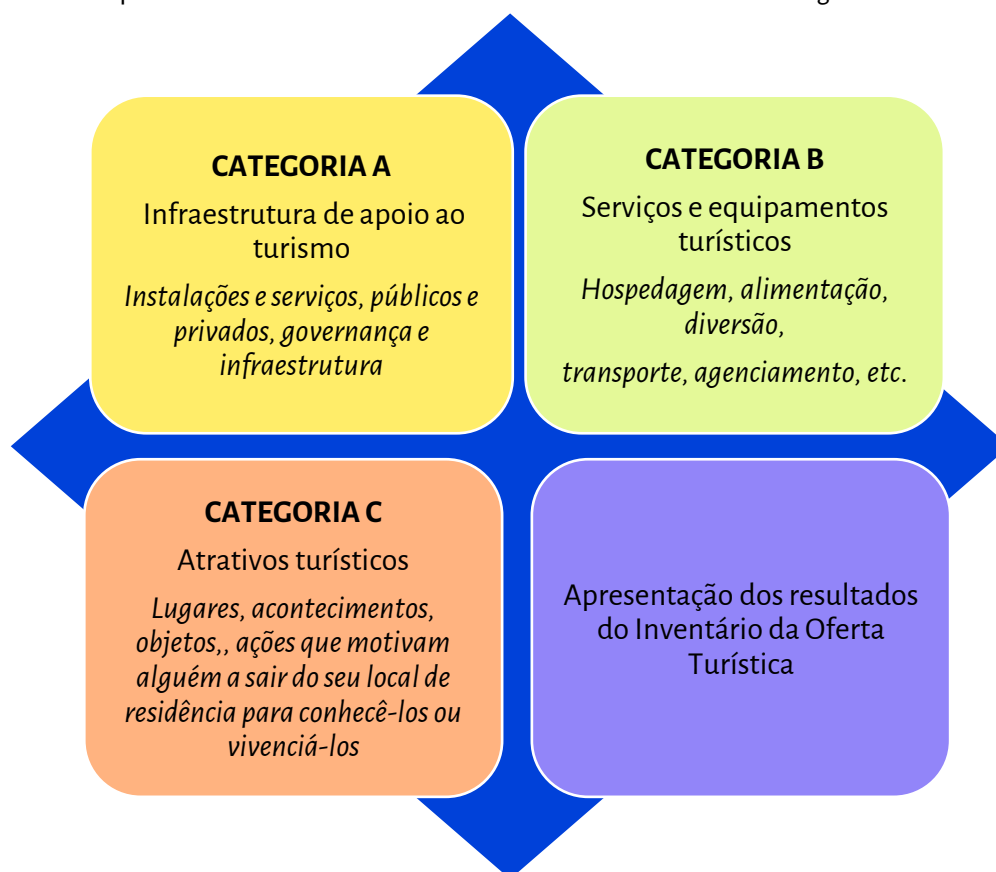 CATEGORIA A
Infraestrutura de apoio ao
turismo
Instalações e serviços, públicos e
privados, governança e
infraestrutura
CATEGORIA B
Serviços e equipamentos
turísticos
Hospedagem, alimentação,
diversão,
transporte, agenciamento, etc.
CATEGORIA C
Atrativos turísticos
Lugares, acontecimentos,
objetos,, ações que motivam
alguém a sair do seu local de
residência para conhecê-los ou
vivenciá-los
Apresentação dos resultados
do Inventário da Oferta
Turística